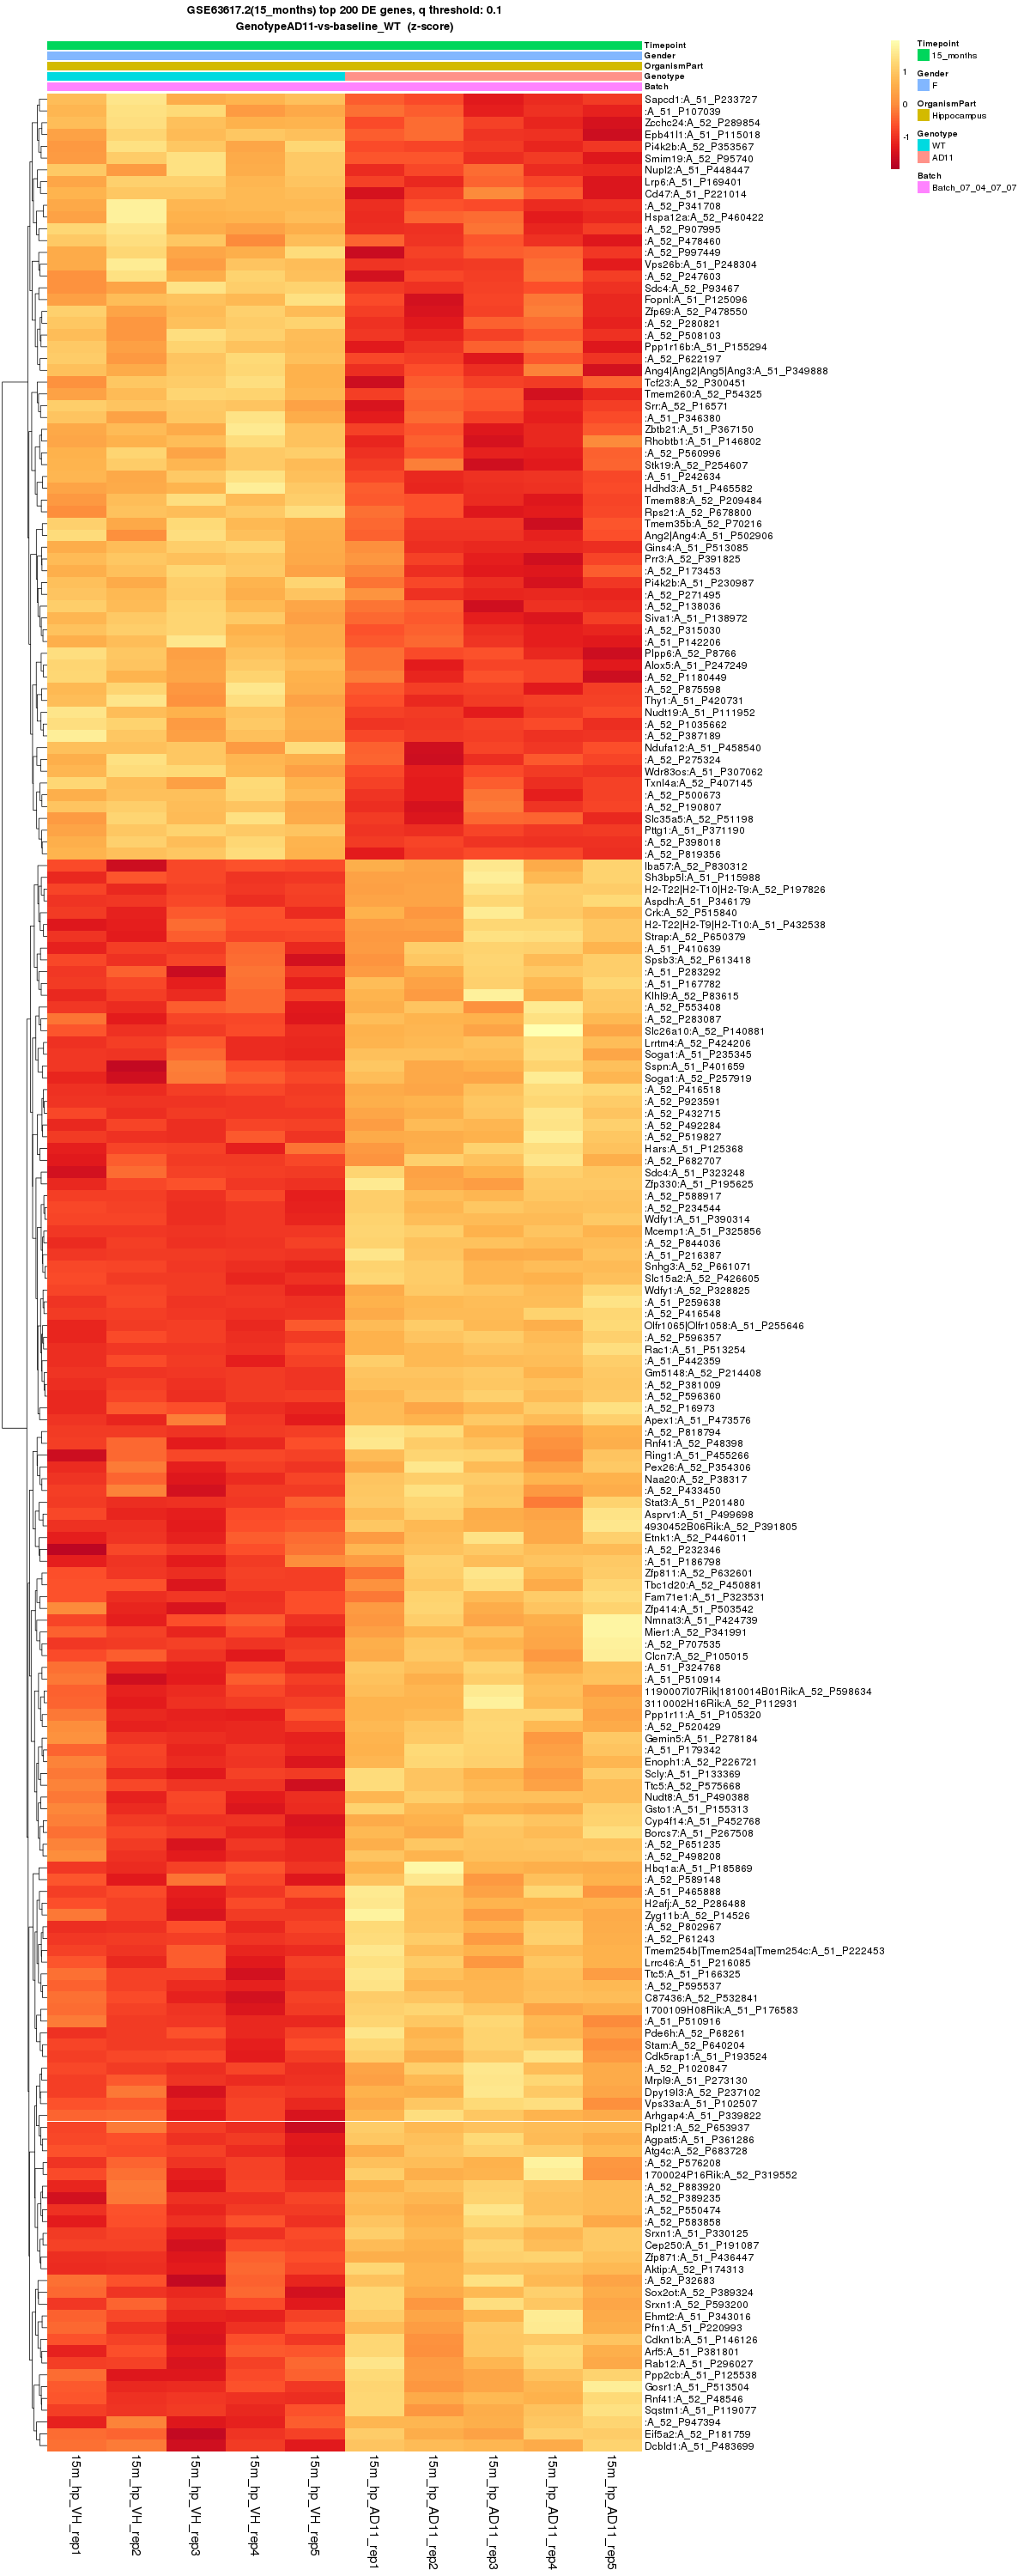 GSE63617.2(15_months) top 200 DE genes, q threshold: 0.1
GenotypeAD11-vs-baseline_WT (z-score)
Timepoint
Gender
OrganismPart
Genotype
Batch
1
0
-1
Timepoint
15_months
Gender
F
OrganismPart
Hippocampus
Genotype
WT
AD11
Batch
Batch_07_04_07_07
Sapcd1:A_51_P233727
:A_51_P107039
Zcchc24:A_52_P289854
Epb41l1:A_51_P115018
Pi4k2b:A_52_P353567
Smim19:A_52_P95740
Nupl2:A_51_P448447
Lrp6:A_51_P169401
Cd47:A_51_P221014
:A_52_P341708
Hspa12a:A_52_P460422
:A_52_P907995
:A_52_P478460
:A_52_P997449
Vps26b:A_51_P248304
:A_52_P247603
Sdc4:A_52_P93467
Fopnl:A_51_P125096
Zfp69:A_52_P478550
:A_52_P280821
:A_52_P508103
Ppp1r16b:A_51_P155294
:A_52_P622197
Ang4|Ang2|Ang5|Ang3:A_51_P349888
Tcf23:A_52_P300451
Tmem260:A_52_P54325
Srr:A_52_P16571
:A_51_P346380
Zbtb21:A_51_P367150
Rhobtb1:A_51_P146802
:A_52_P560996
Stk19:A_52_P254607
:A_51_P242634
Hdhd3:A_51_P465582
Tmem88:A_52_P209484
Rps21:A_52_P678800
Tmem35b:A_52_P70216
Ang2|Ang4:A_51_P502906
Gins4:A_51_P513085
Prr3:A_52_P391825
:A_52_P173453
Pi4k2b:A_51_P230987
:A_52_P271495
:A_52_P138036
Siva1:A_51_P138972
:A_52_P315030
:A_51_P142206
Plpp6:A_52_P8766
Alox5:A_51_P247249
:A_52_P1180449
:A_52_P875598
Thy1:A_51_P420731
Nudt19:A_51_P111952
:A_52_P1035662
:A_52_P387189
Ndufa12:A_51_P458540
:A_52_P275324
Wdr83os:A_51_P307062
Txnl4a:A_52_P407145
:A_52_P500673
:A_52_P190807
Slc35a5:A_52_P51198
Pttg1:A_51_P371190
:A_52_P398018
:A_52_P819356
Iba57:A_52_P830312
Sh3bp5l:A_51_P115988
H2-T22|H2-T10|H2-T9:A_52_P197826
Aspdh:A_51_P346179
Crk:A_52_P515840
H2-T22|H2-T9|H2-T10:A_51_P432538
Strap:A_52_P650379
:A_51_P410639
Spsb3:A_52_P613418
:A_51_P283292
:A_51_P167782
Klhl9:A_52_P83615
:A_52_P553408
:A_52_P283087
Slc26a10:A_52_P140881
Lrrtm4:A_52_P424206
Soga1:A_51_P235345
Sspn:A_51_P401659
Soga1:A_52_P257919
:A_52_P416518
:A_52_P923591
:A_52_P432715
:A_52_P492284
:A_52_P519827
Hars:A_51_P125368
:A_52_P682707
Sdc4:A_51_P323248
Zfp330:A_51_P195625
:A_52_P588917
:A_52_P234544
Wdfy1:A_51_P390314
Mcemp1:A_51_P325856
:A_52_P844036
:A_51_P216387
Snhg3:A_52_P661071
Slc15a2:A_52_P426605
Wdfy1:A_52_P328825
:A_51_P259638
:A_52_P416548
Olfr1065|Olfr1058:A_51_P255646
:A_52_P596357
Rac1:A_51_P513254
:A_51_P442359
Gm5148:A_52_P214408
:A_52_P381009
:A_52_P596360
:A_52_P16973
Apex1:A_51_P473576
:A_52_P818794
Rnf41:A_52_P48398
Ring1:A_51_P455266
Pex26:A_52_P354306
Naa20:A_52_P38317
:A_52_P433450
Stat3:A_51_P201480
Asprv1:A_51_P499698
4930452B06Rik:A_52_P391805
Etnk1:A_52_P446011
:A_52_P232346
:A_51_P186798
Zfp811:A_52_P632601
Tbc1d20:A_52_P450881
Fam71e1:A_51_P323531
Zfp414:A_51_P503542
Nmnat3:A_51_P424739
Mier1:A_52_P341991
:A_52_P707535
Clcn7:A_52_P105015
:A_51_P324768
:A_51_P510914
1190007I07Rik|1810014B01Rik:A_52_P598634
3110002H16Rik:A_52_P112931
Ppp1r11:A_51_P105320
:A_52_P520429
Gemin5:A_51_P278184
:A_51_P179342
Enoph1:A_52_P226721
Scly:A_51_P133369
Ttc5:A_52_P575668
Nudt8:A_51_P490388
Gsto1:A_51_P155313
Cyp4f14:A_51_P452768
Borcs7:A_51_P267508
:A_52_P651235
:A_52_P498208
Hbq1a:A_51_P185869
:A_52_P589148
:A_51_P465888
H2afj:A_52_P286488
Zyg11b:A_52_P14526
:A_52_P802967
:A_52_P61243
Tmem254b|Tmem254a|Tmem254c:A_51_P222453
Lrrc46:A_51_P216085
Ttc5:A_51_P166325
:A_52_P595537
C87436:A_52_P532841
1700109H08Rik:A_51_P176583
:A_51_P510916
Pde6h:A_52_P68261
Stam:A_52_P640204
Cdk5rap1:A_51_P193524
:A_52_P1020847
Mrpl9:A_51_P273130
Dpy19l3:A_52_P237102
Vps33a:A_51_P102507
Arhgap4:A_51_P339822
Rpl21:A_52_P653937
Agpat5:A_51_P361286
Atg4c:A_52_P683728
:A_52_P576208
1700024P16Rik:A_52_P319552
:A_52_P883920
:A_52_P389235
:A_52_P550474
:A_52_P583858
Srxn1:A_51_P330125
Cep250:A_51_P191087
Zfp871:A_51_P436447
Aktip:A_52_P174313
:A_52_P32683
Sox2ot:A_52_P389324
Srxn1:A_52_P593200
Ehmt2:A_51_P343016
Pfn1:A_51_P220993
Cdkn1b:A_51_P146126
Arf5:A_51_P381801
Rab12:A_51_P296027
Ppp2cb:A_51_P125538
Gosr1:A_51_P513504
Rnf41:A_52_P48546
Sqstm1:A_51_P119077
:A_52_P947394
Eif5a2:A_52_P181759
Dcbld1:A_51_P483699
15m_hp_VH_rep1
15m_hp_VH_rep2
15m_hp_VH_rep3
15m_hp_VH_rep4
15m_hp_VH_rep5
15m_hp_AD11_rep1
15m_hp_AD11_rep2
15m_hp_AD11_rep3
15m_hp_AD11_rep4
15m_hp_AD11_rep5